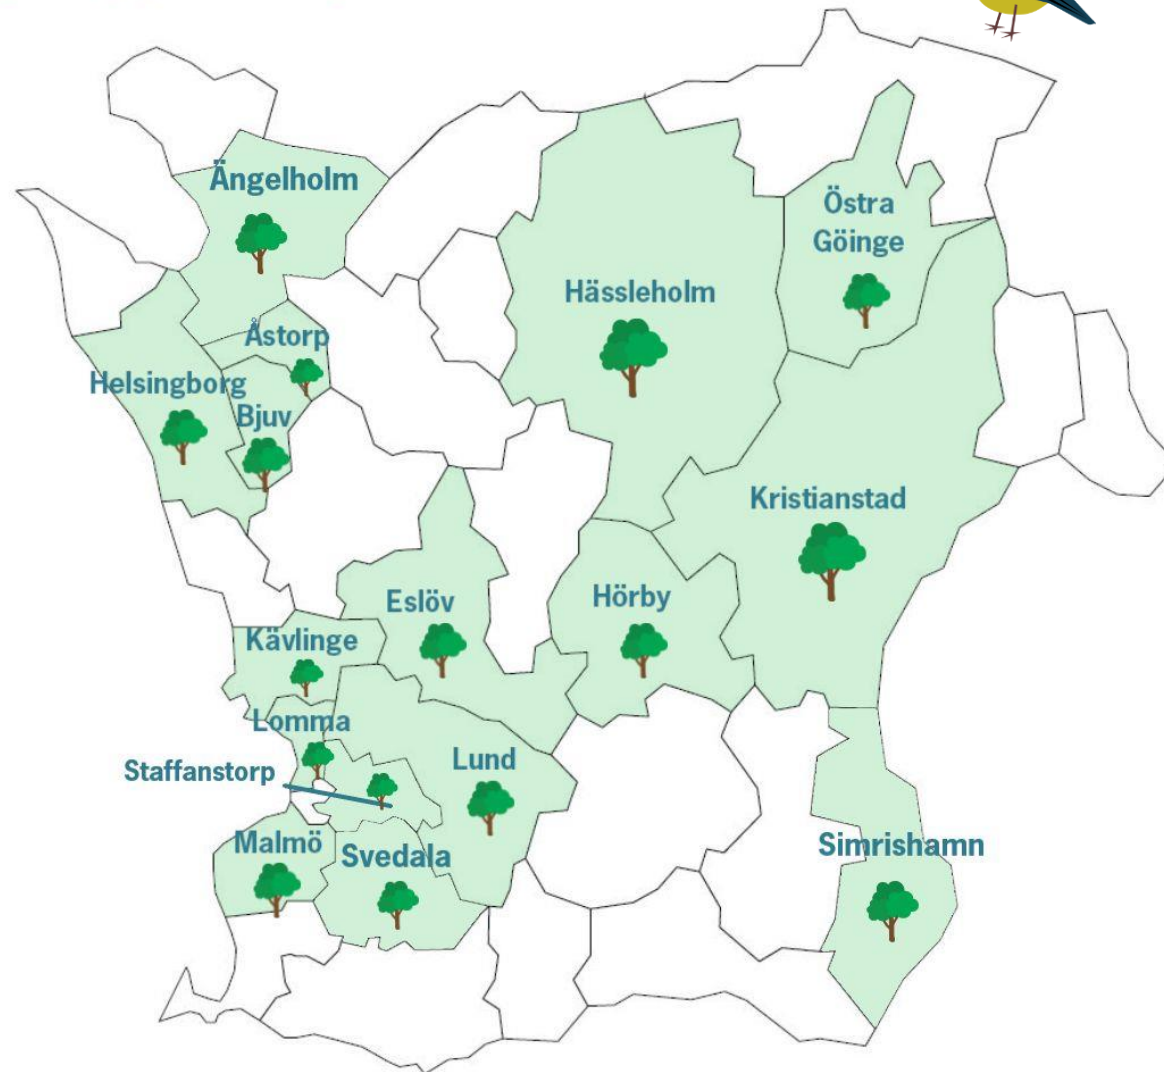 Ängelholm
Östra
Göinge
Hässleholm
Åstorp
Helsingborg
Bjuv
Kristianstad
Eslöv
Hörby
Kävlinge
Lomma
Lund
Staffanstorp
Malmö
Svedala
Simrishamn